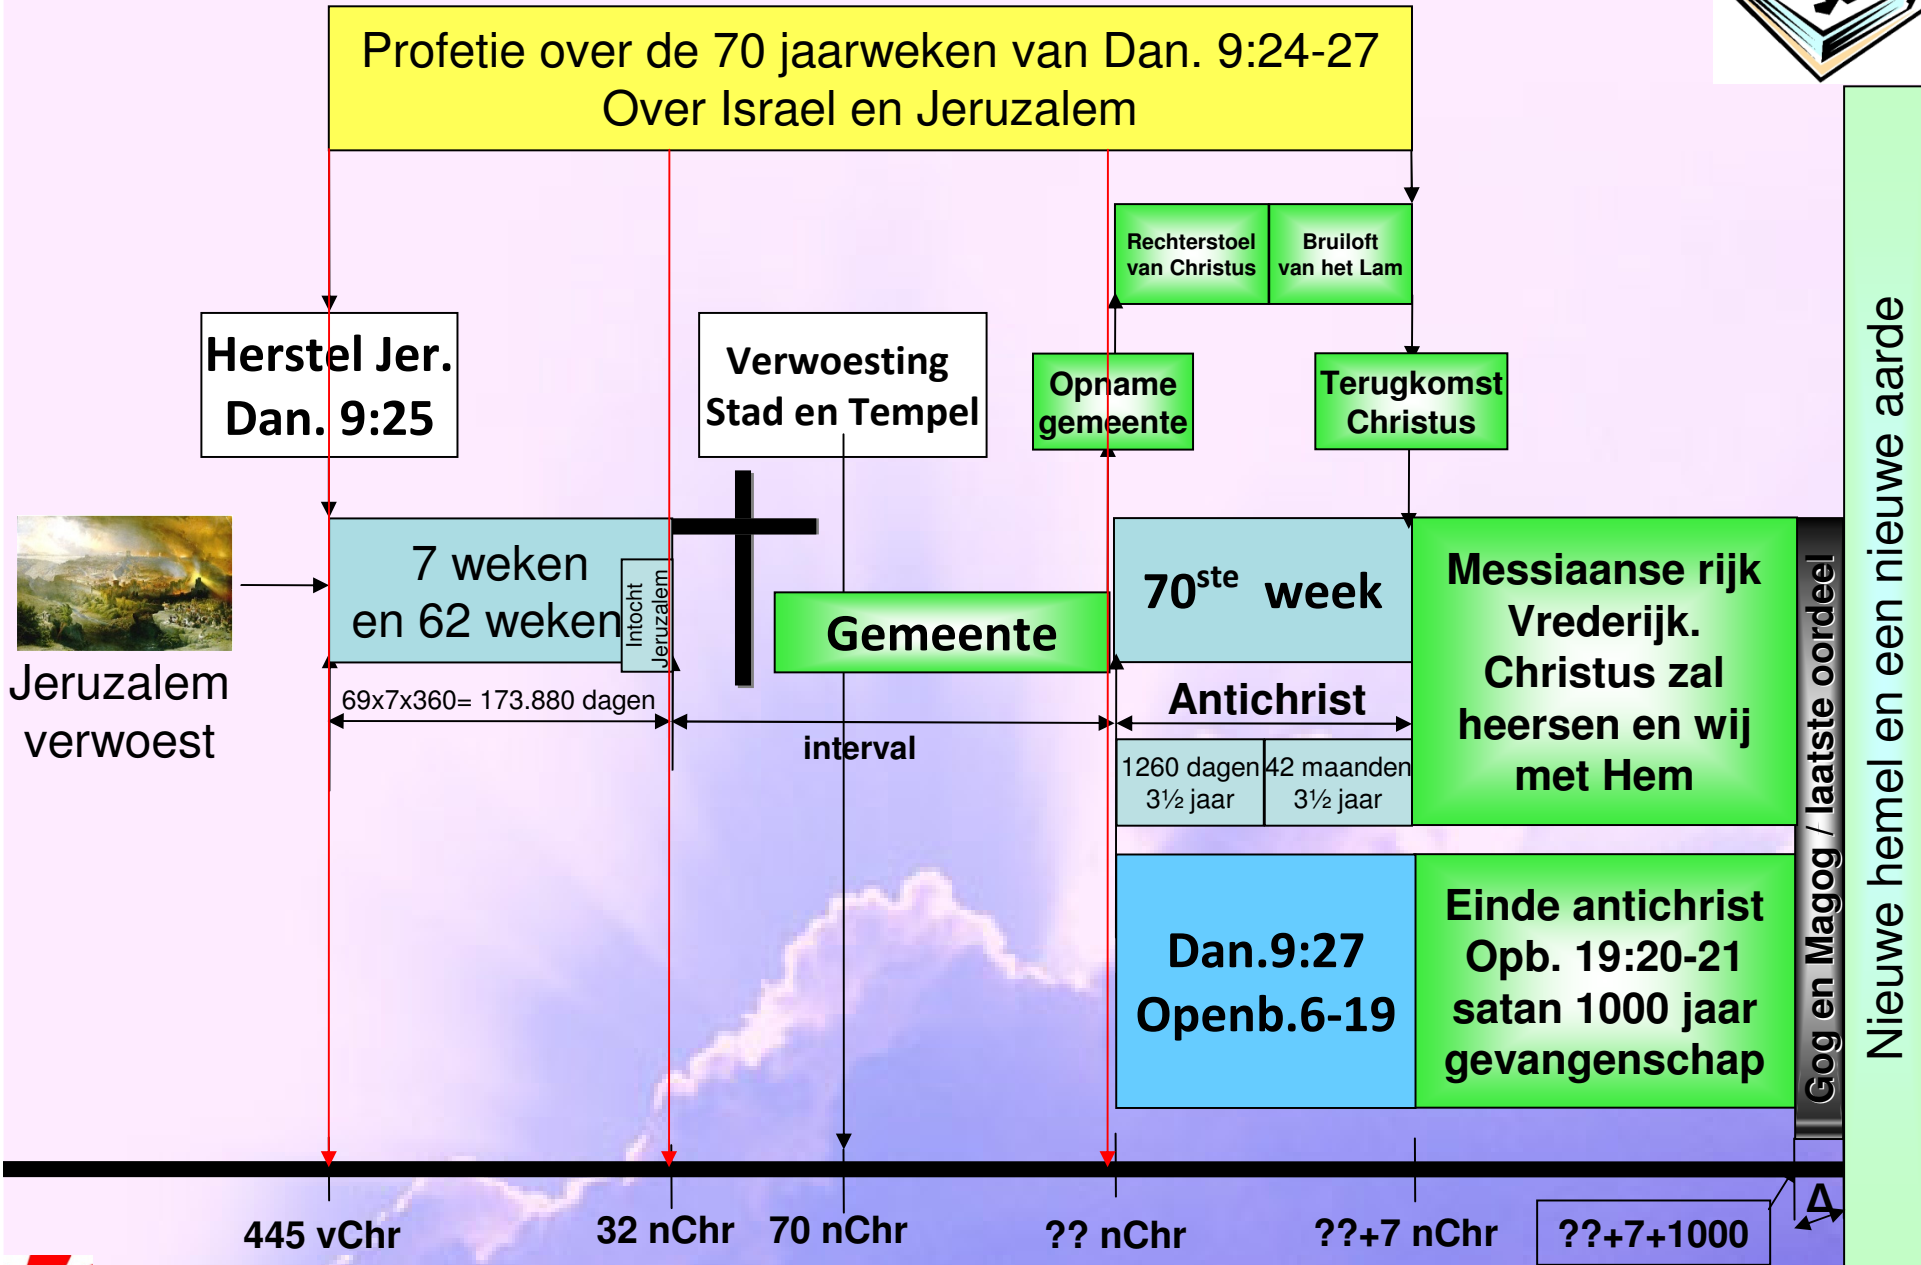 Profetie over de 70 jaarweken van Dan. 9:24-27
Over Israel en Jeruzalem
Rechterstoel
van Christus
Bruiloft
van het Lam
Herstel Jer.
Dan. 9:25
Verwoesting
Stad en Tempel
Opname
gemeente
Terugkomst
Christus
Jeruzalem
verwoest
7 weken
en 62 weken
Intocht
Jeruzalem
69x7x360= 173.880 dagen
Gemeente
interval
70ste week
Antichrist
1260 dagen
3½ jaar
42 maanden
3½ jaar
Messiaanse rijk
Vrederijk.
Christus zal
heersen en wij
met Hem
Dan.9:27
Openb.6-19
Einde antichrist
Opb. 19:20-21
satan 1000 jaar
gevangenschap
Gog en Magog / laatste oordeel
Nieuwe hemel en een nieuwe aarde
445 vChr
32 nChr
70 nChr
?? nChr
??+7 nChr
??+7+1000
Δ